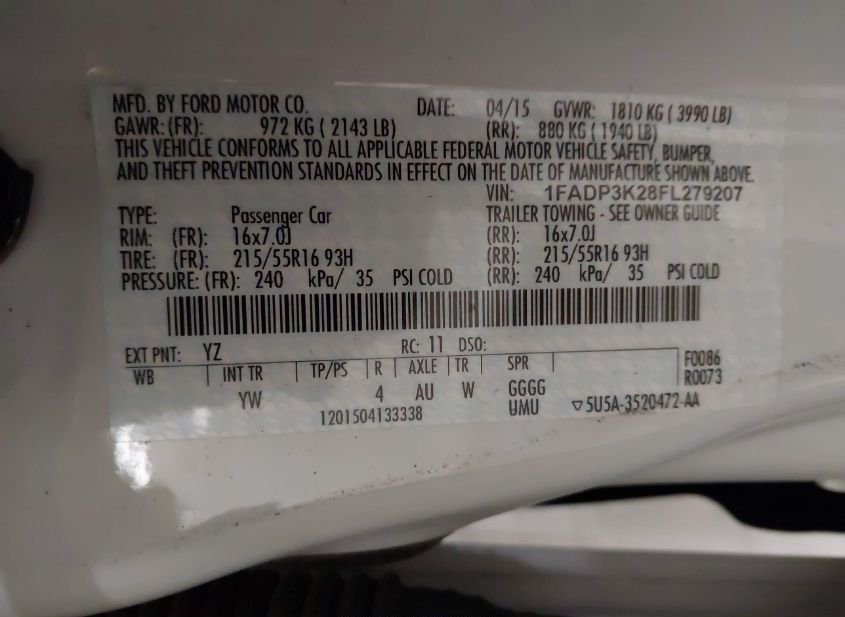 MFD. BY FORD MOTOR CO. DATE: 04/15 GVWR: 1810 KG ( 3990 LB)
GAWR:(FR): 972 KG ( 2143 LB) (RR): 880 KG ( 1940 LB)
THIS VEHICLE CONFORMS TO ALL APPLICABLE FEDERAL MOTOR VEHICLE SAFETY, BUMPER,
AND THEFT PREVENTION STANDARDS IN EFFECT ON THE DATE OF MANUFACTURE SHOWN ABOVE.
VIN: 1FADP3K28FL279207
TYPE: Passenger Car TRAILER TOWING - SEE OWNER GUIDE
RIM: (FR): 16x7.0J (RR): 16x7.0J
TIRE: (FR): 215/55R16 93H (RR): 215/55R16 93H
PRESSURE: (FR): 240 kPa/ 35 PSI COLD (RR): 240 kPa/ 35 PSI COLD
EXT PNT: YZ RC: 11 DSO:
WB INT TR TP/PS R AXLE TR SPR F0086
R0073
YW 4 AU W GGGG
1201504133338 UMU ▽5U5A-3520472-AA